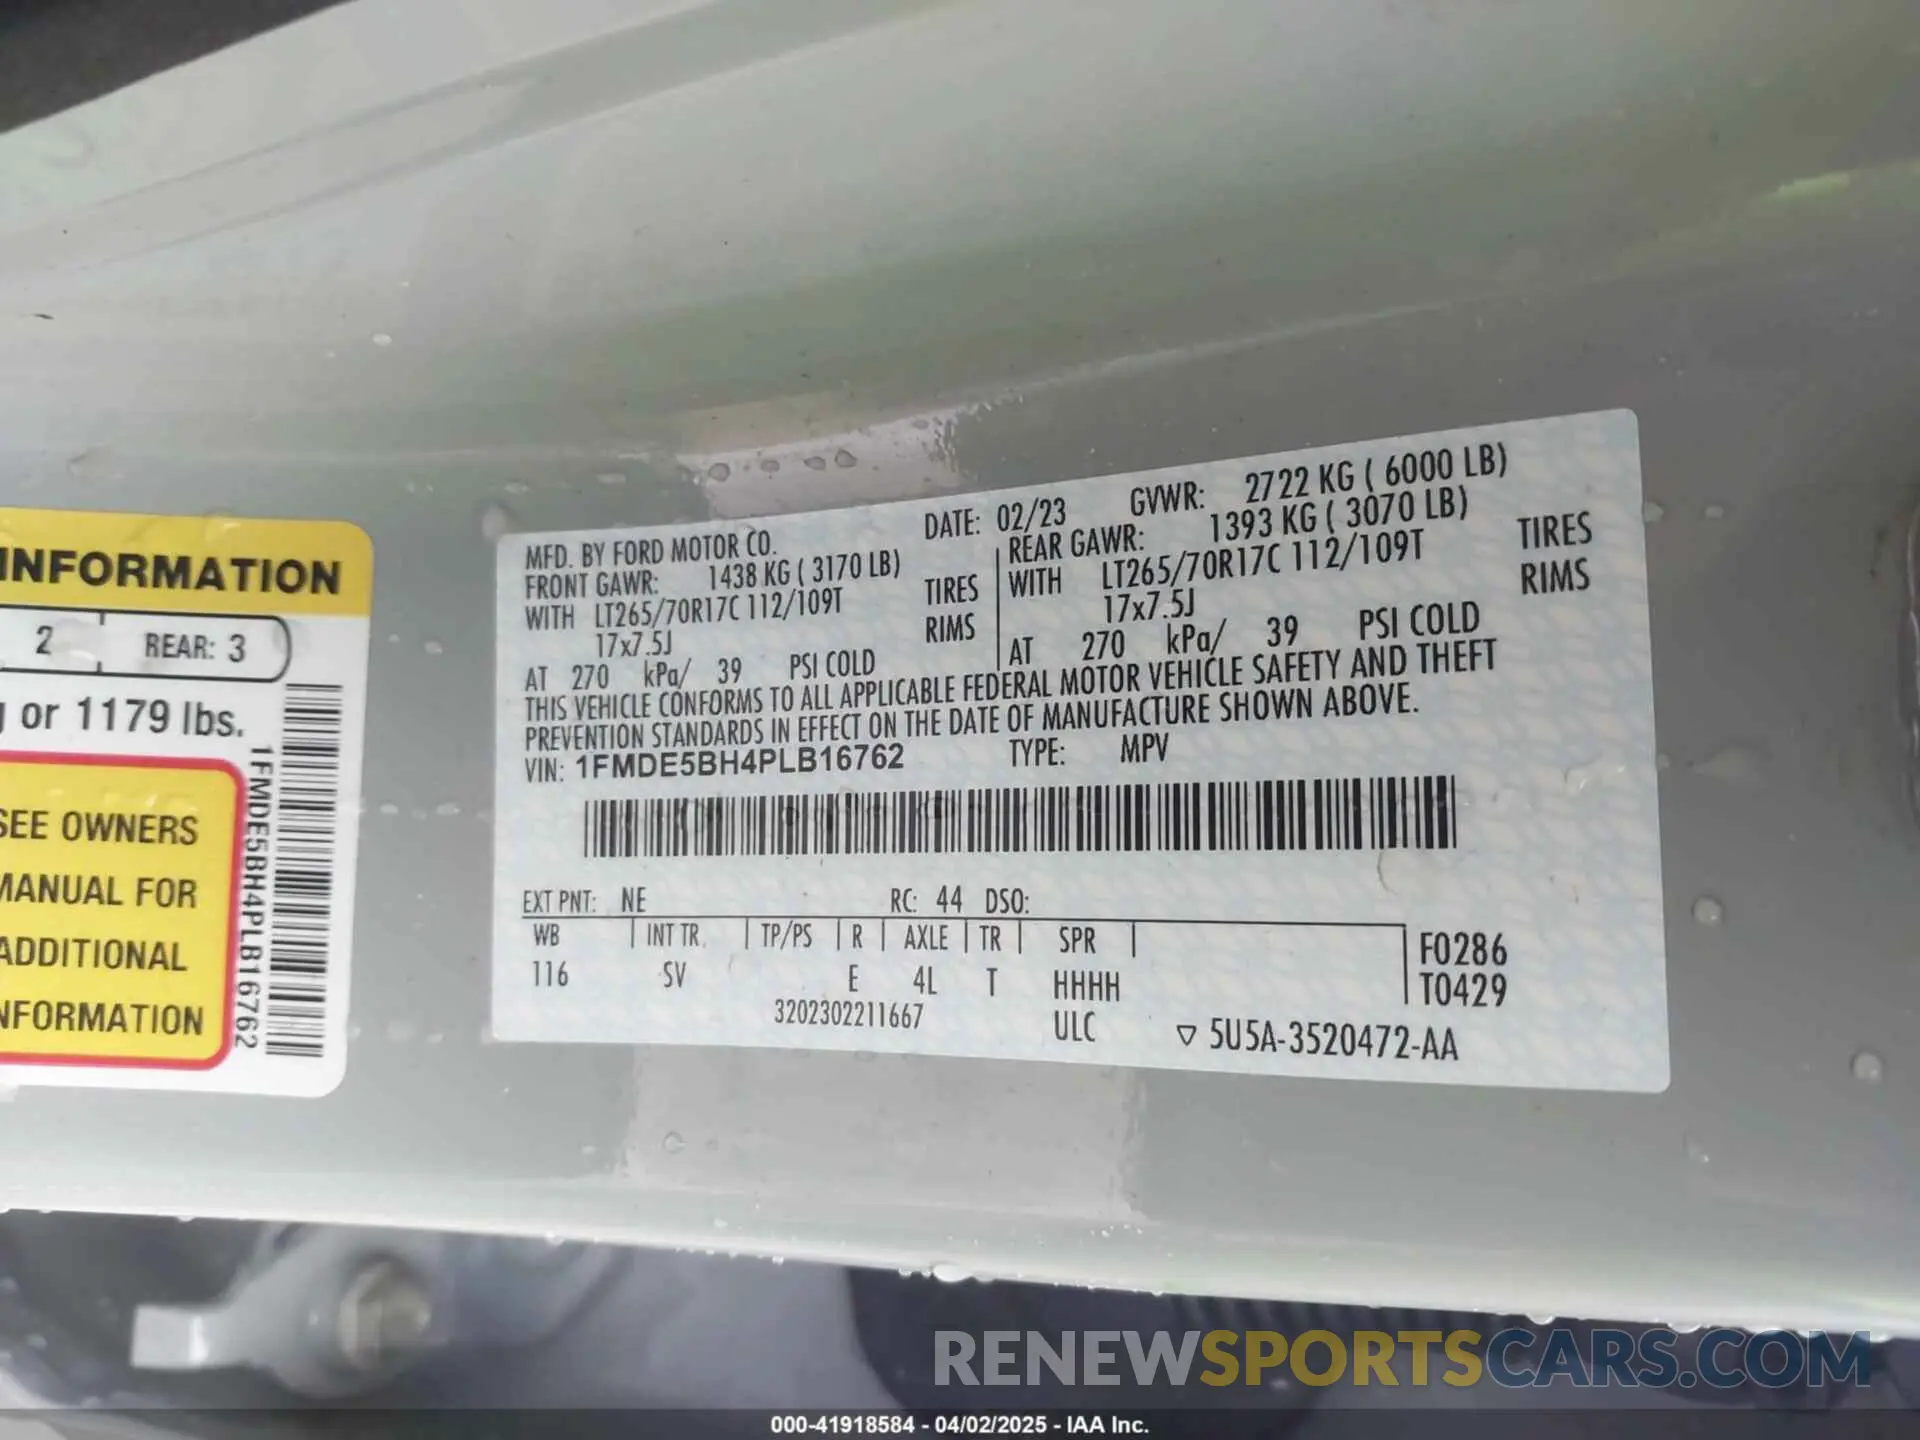 INFORMATION
2 REAR: 3
or 1179 lbs.
SEE OWNERS
MANUAL FOR
ADDITIONAL
INFORMATION
1FMDE5BH4PLB16762
MFD. BY FORD MOTOR CO. DATE: 02/23 GVWR: 2722 KG ( 6000 LB)
FRONT GAWR: 1438 KG ( 3170 LB) REAR GAWR: 1393 KG ( 3070 LB)
WITH LT265/70R17C 112/109T TIRES WITH LT265/70R17C 112/109T TIRES
17x7.5J RIMS 17x7.5J RIMS
AT 270 kPa/ 39 PSI COLD AT 270 kPa/ 39 PSI COLD
THIS VEHICLE CONFORMS TO ALL APPLICABLE FEDERAL MOTOR VEHICLE SAFETY AND THEFT
PREVENTION STANDARDS IN EFFECT ON THE DATE OF MANUFACTURE SHOWN ABOVE.
VIN: 1FMDE5BH4PLB16762 TYPE: MPV
EXT PNT: NE RC: 44 DSO:
WB INT TR TP/PS R AXLE TR SPR F0286
116 SV E 4L T HHHH T0429
3202302211667 ULC ▽ 5U5A-3520472-AA
RENEWSPORTSCARS.COM
000-41918584 - 04/02/2025 - IAA Inc.